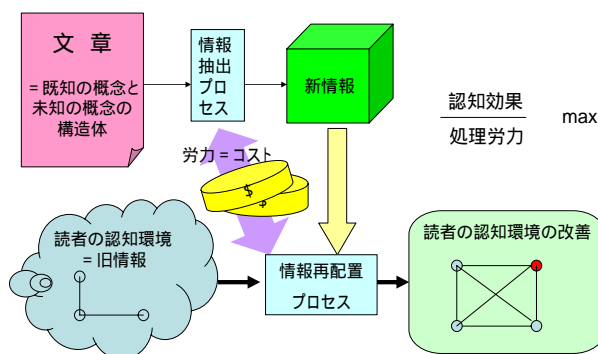 文 章
= 既知の概念と
未知の概念の
構造体
情報
抽出
プロ
セス
新情報
認知効果
処理労力
max
労力 = コスト
$
$
読者の認知環境
= 旧情報
情報再配置
プロセス
読者の認知環境の改善